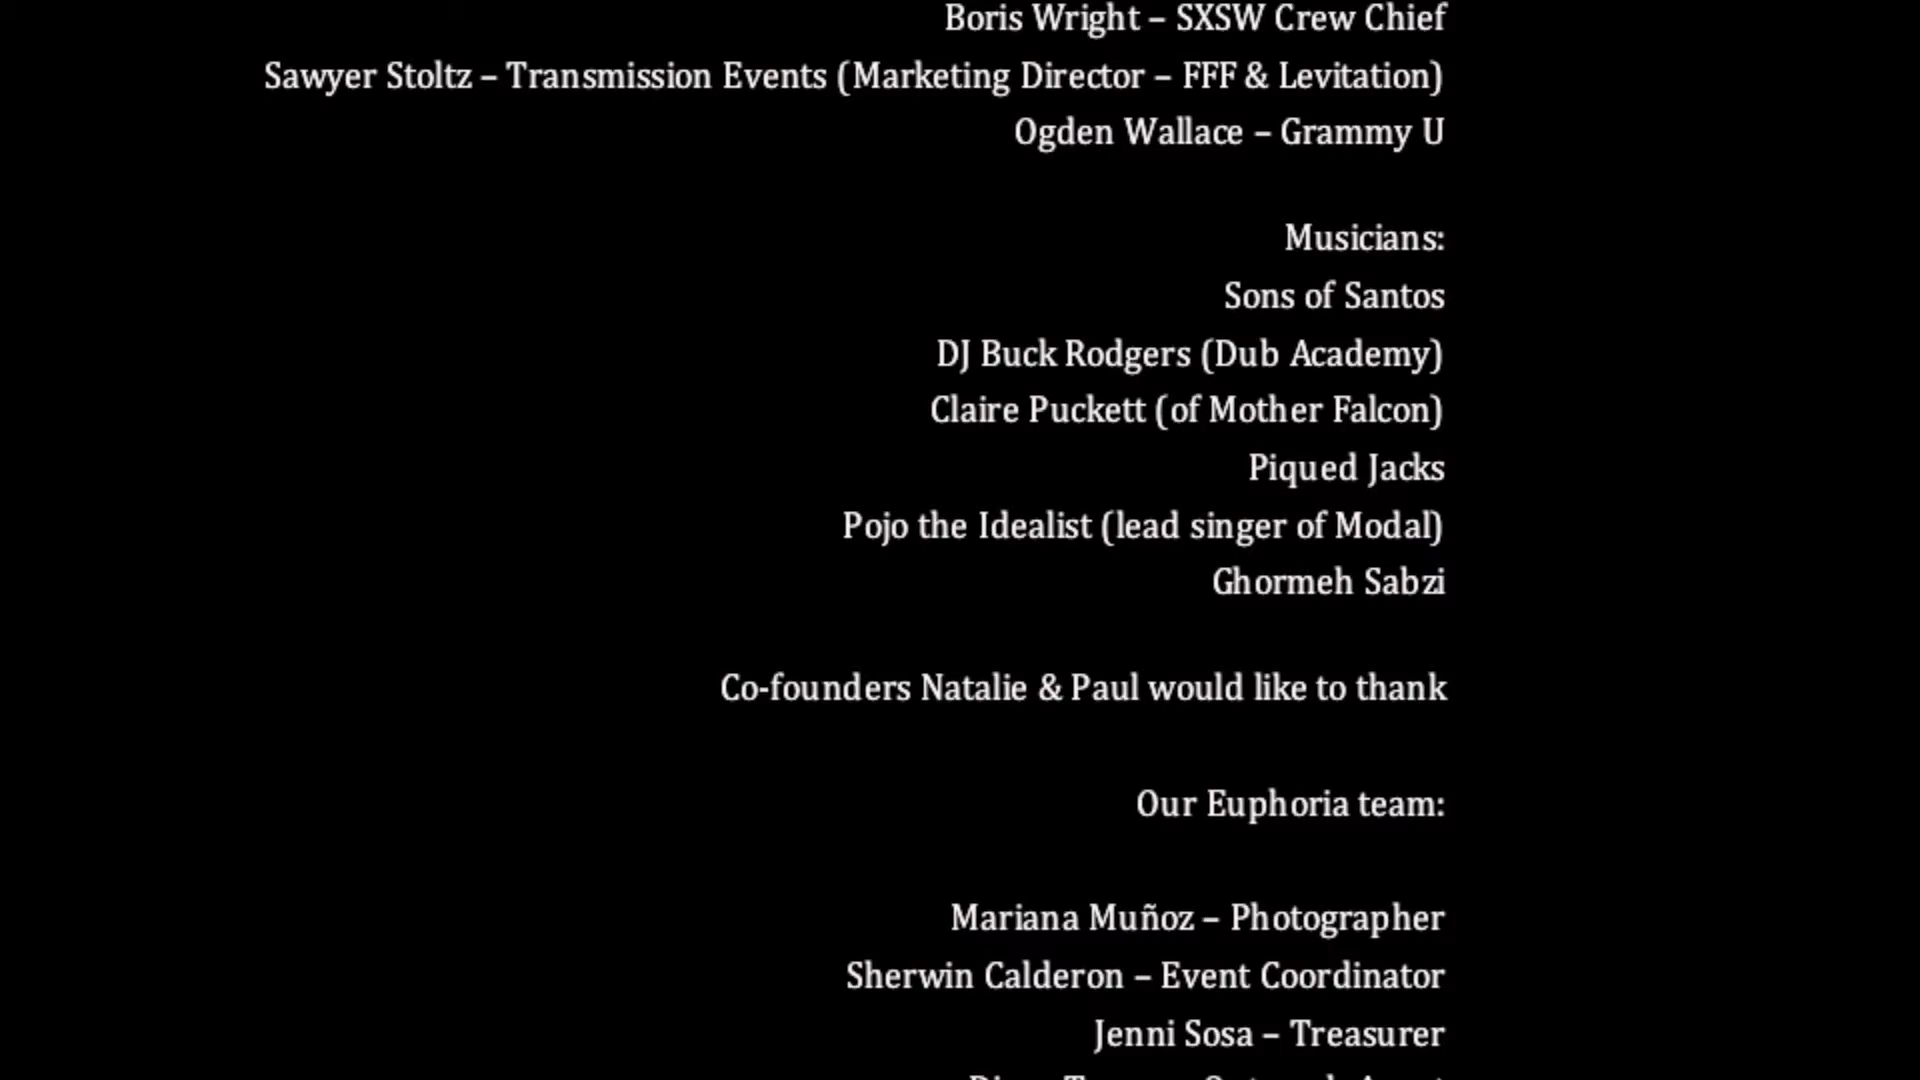 Boris Wright – SXSW Crew Chief
Sawyer Stoltz – Transmission Events (Marketing Director – FFF & Levitation)
Ogden Wallace – Grammy U
Musicians:
Sons of Santos
DJ Buck Rodgers (Dub Academy)
Claire Puckett (of Mother Falcon)
Piqued Jacks
Pojo the Idealist (lead singer of Modal)
Ghormeh Sabzi
Co-founders Natalie & Paul would like to thank
Our Euphoria team:
Mariana Muñoz – Photographer
Sherwin Calderon – Event Coordinator
Jenni Sosa – Treasurer